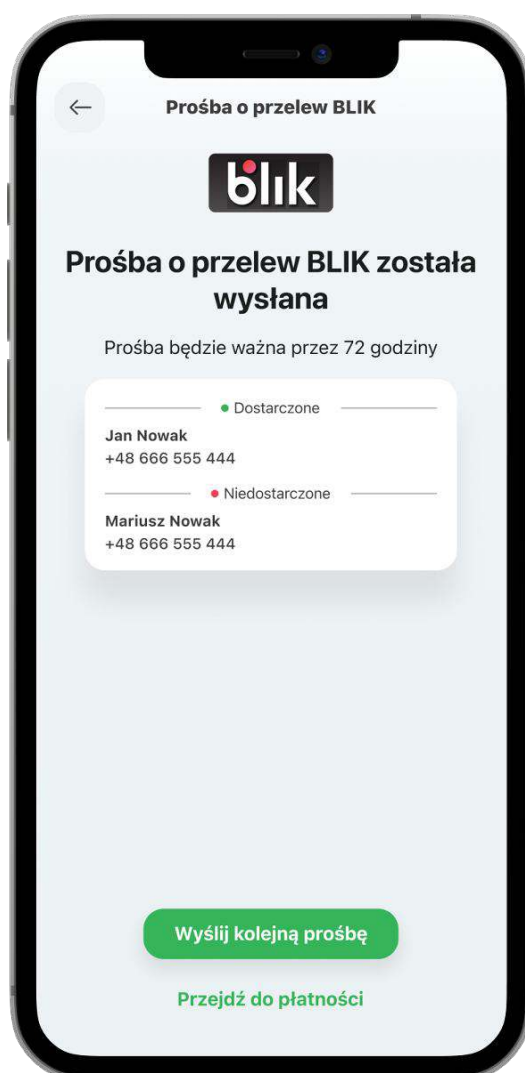 Prośba o przelew BLIK
blik
Prośba o przelew BLIK została
wysłana
Prośba będzie ważna przez 72 godziny
Dostarczone
Jan Nowak
+48 666 555 444
Niedostarczone
Mariusz Nowak
+48 666 555 444
Wyślij kolejną prośbę
Przejdź do płatności